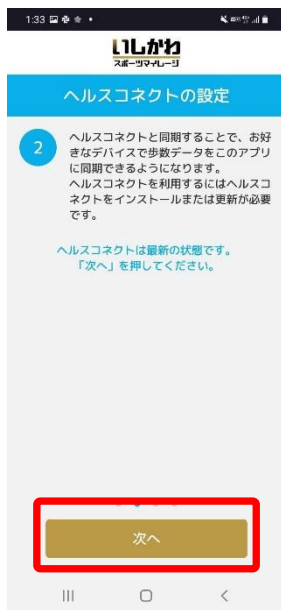 1:33
いしかわ
スポーツマイレージ
ヘルスコネクトの設定
2
ヘルスコネクトと同期することで、お好
きなデバイスで歩数データをこのアプリ
に同期できるようになります。
ヘルスコネクトを利用するにはヘルスコ
ネクトをインストールまたは更新が必要
です。
ヘルスコネクトは最新の状態です。
「次へ」を押してください。
次へ